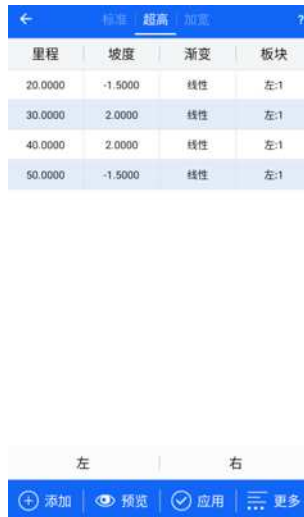 标准 超高 加宽 ?
里程 坡度 渐变 板块
20.0000 -1.5000 线性 左:1
30.0000 2.0000 线性 左:1
40.0000 2.0000 线性 左:1
50.0000 -1.5000 线性 左:1
左 右
添加 预览 应用 更多